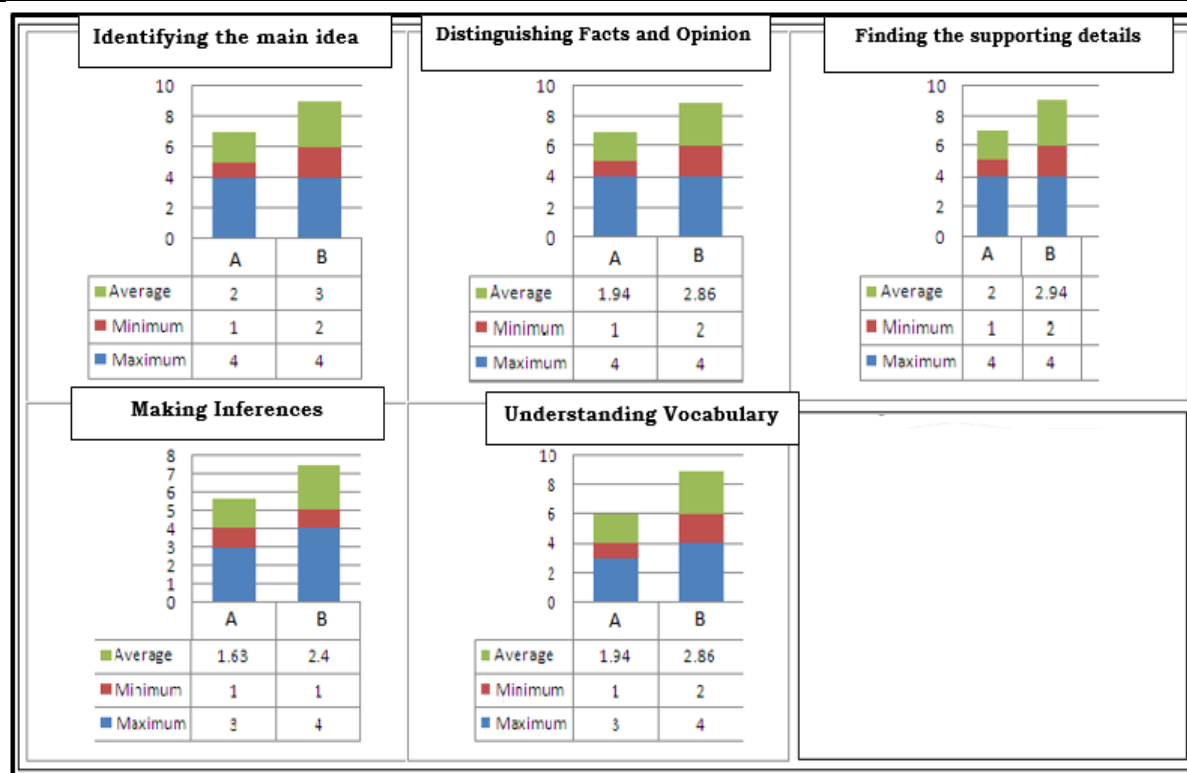 Identifying the main idea
10
8
6
4
2
0
A B
Average 2 3
Minimum 1 2
Maximum 4 4
Distinguishing Facts and Opinion
10
8
6
4
2
0
A B
Average 1.94 2.86
Minimum 1 2
Maximum 4 4
Finding the supporting details
10
8
6
4
2
0
A B
Average 2 2.94
Minimum 1 2
Maximum 4 4
Making Inferences
8
7
6
5
4
3
2
1
0
A B
Average 1.63 2.4
Minimum 1 1
Maximum 3 4
Understanding Vocabulary
10
8
6
4
2
0
A B
Average 1.94 2.86
Minimum 1 2
Maximum 3 4